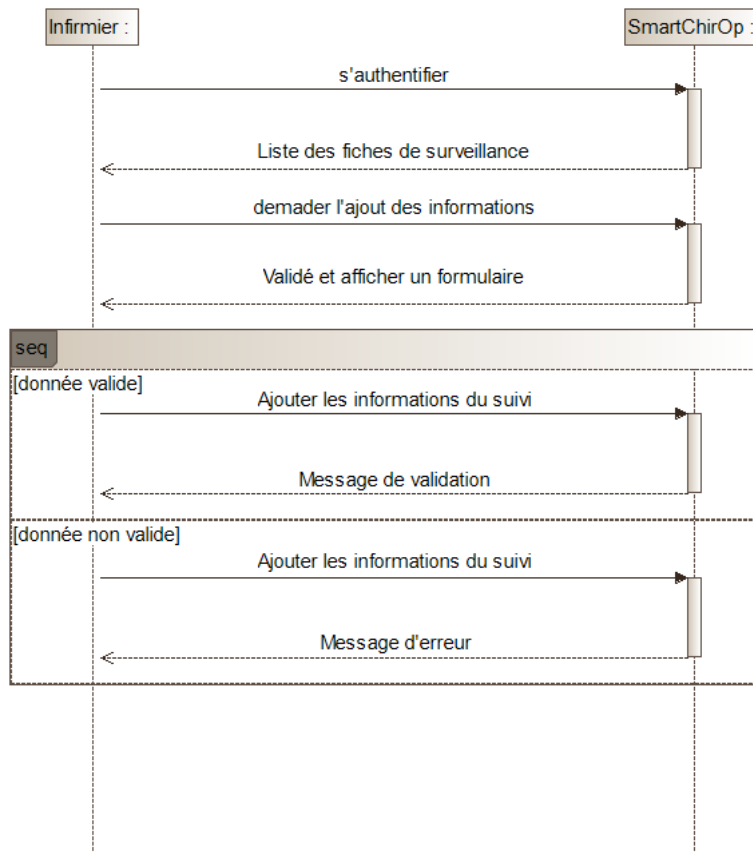 Infirmier :
SmartChirOp :
s'authentifier
Liste des fiches de surveillance
demader l'ajout des informations
Validé et afficher un formulaire
seq
[donnée valide]
Ajouter les informations du suivi
Message de validation
[donnée non valide]
Ajouter les informations du suivi
Message d'erreur